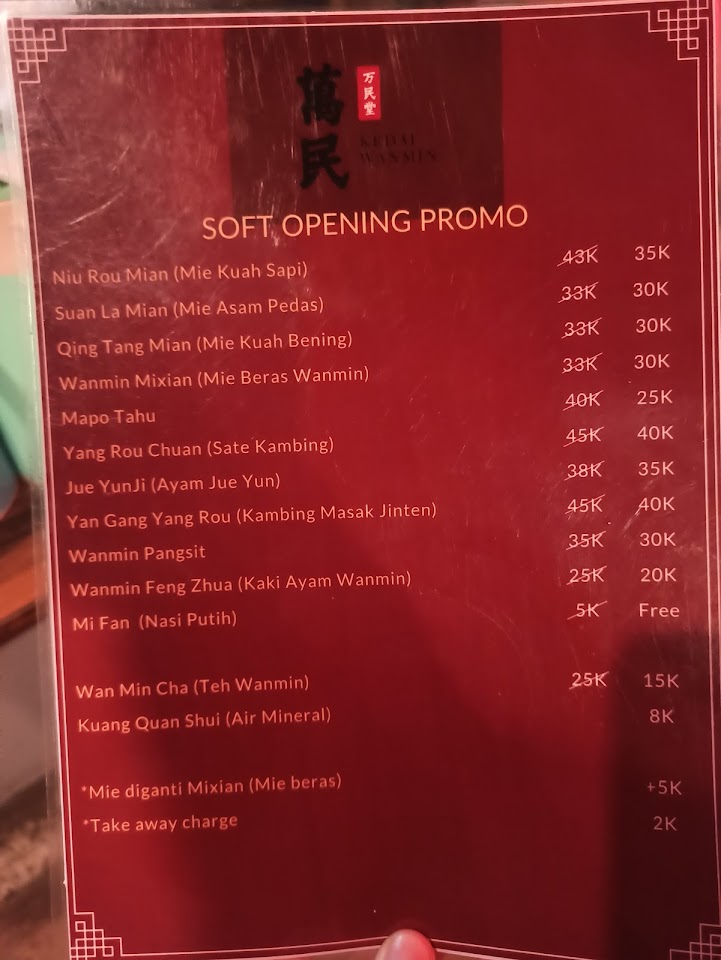 萬民
万民堂
KEDAI
WANMIN
SOFT OPENING PROMO
Niu Rou Mian (Mie Kuah Sapi) 43K 35K
Suan La Mian (Mie Asam Pedas) 33K 30K
Qing Tang Mian (Mie Kuah Bening) 33K 30K
Wanmin Mixian (Mie Beras Wanmin) 33K 30K
Mapo Tahu 40K 25K
Yang Rou Chuan (Sate Kambing) 45K 40K
Jue YunJi (Ayam Jue Yun) 38K 35K
Yan Gang Yang Rou (Kambing Masak Jinten) 45K 40K
Wanmin Pangsit 35K 30K
Wanmin Feng Zhua (Kaki Ayam Wanmin) 25K 20K
Mi Fan (Nasi Putih) 5K Free
Wan Min Cha (Teh Wanmin) 25K 15K
Kuang Quan Shui (Air Mineral) 8K
*Mie diganti Mixian (Mie beras) +5K
*Take away charge 2K